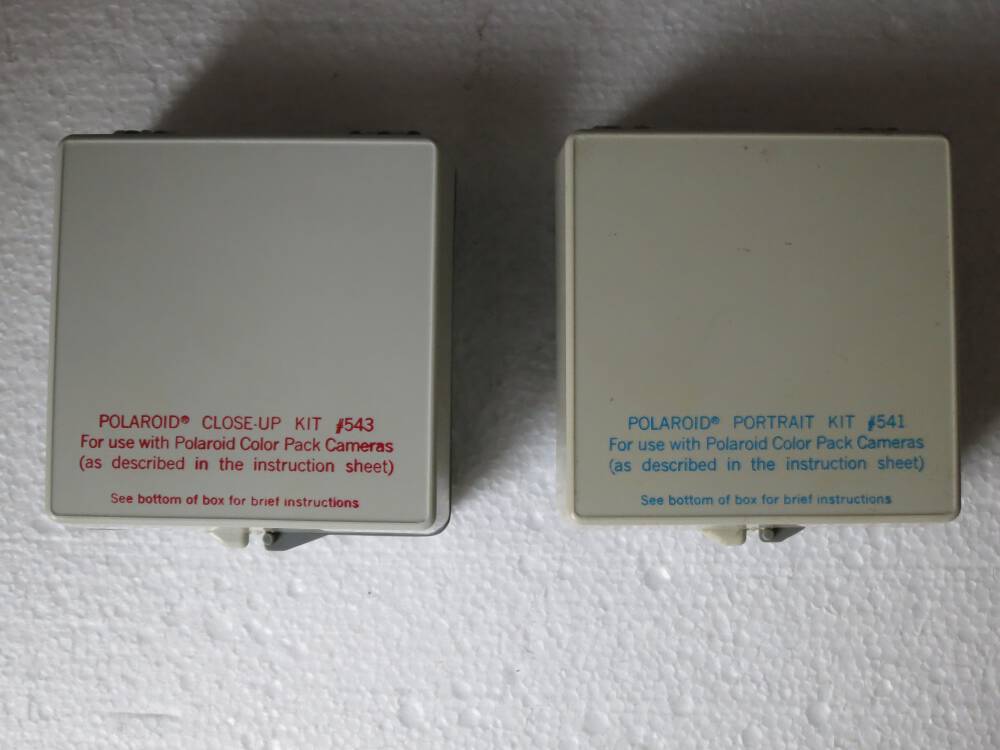 POLAROID® CLOSE-UP KIT #543
For use with Polaroid Color Pack Cameras
(as described in the instruction sheet)
See bottom of box for brief instructions
POLAROID® PORTRAIT KIT #541
For use with Polaroid Color Pack Cameras
(as described in the instruction sheet)
See bottom of box for brief instructions